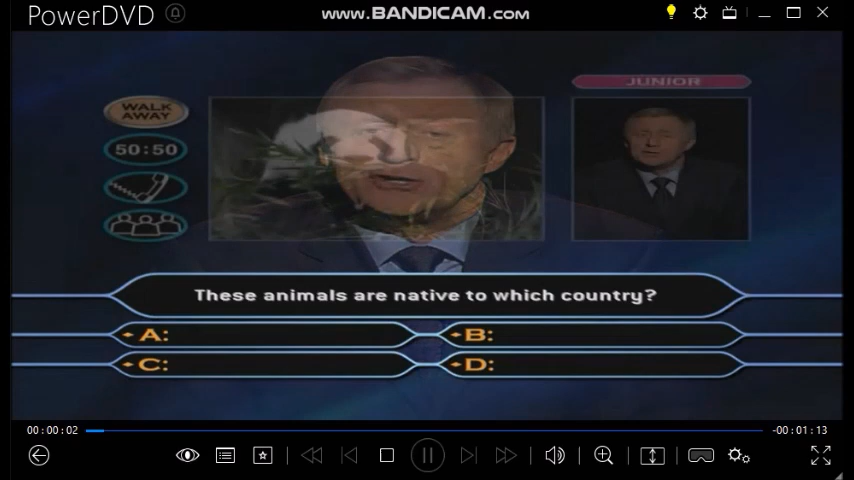 PowerDVD
www.BANDICAM.com
JUNIOR
WALK
AWAY
50:50
These animals are native to which country?
A:
B:
C:
D:
00:00:02
-00:01:13